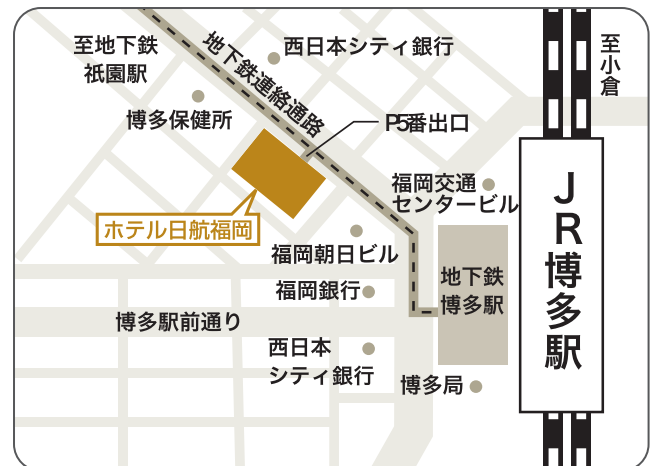 至地下鉄
祇園駅
地下鉄連絡通路
西日本シティ銀行
至小倉
博多保健所
P5番出口
福岡交通
センタービル
JR博多駅
ホテル日航福岡
福岡朝日ビル
地下鉄
博多駅
福岡銀行
博多駅前通り
西日本
シティ銀行
博多局